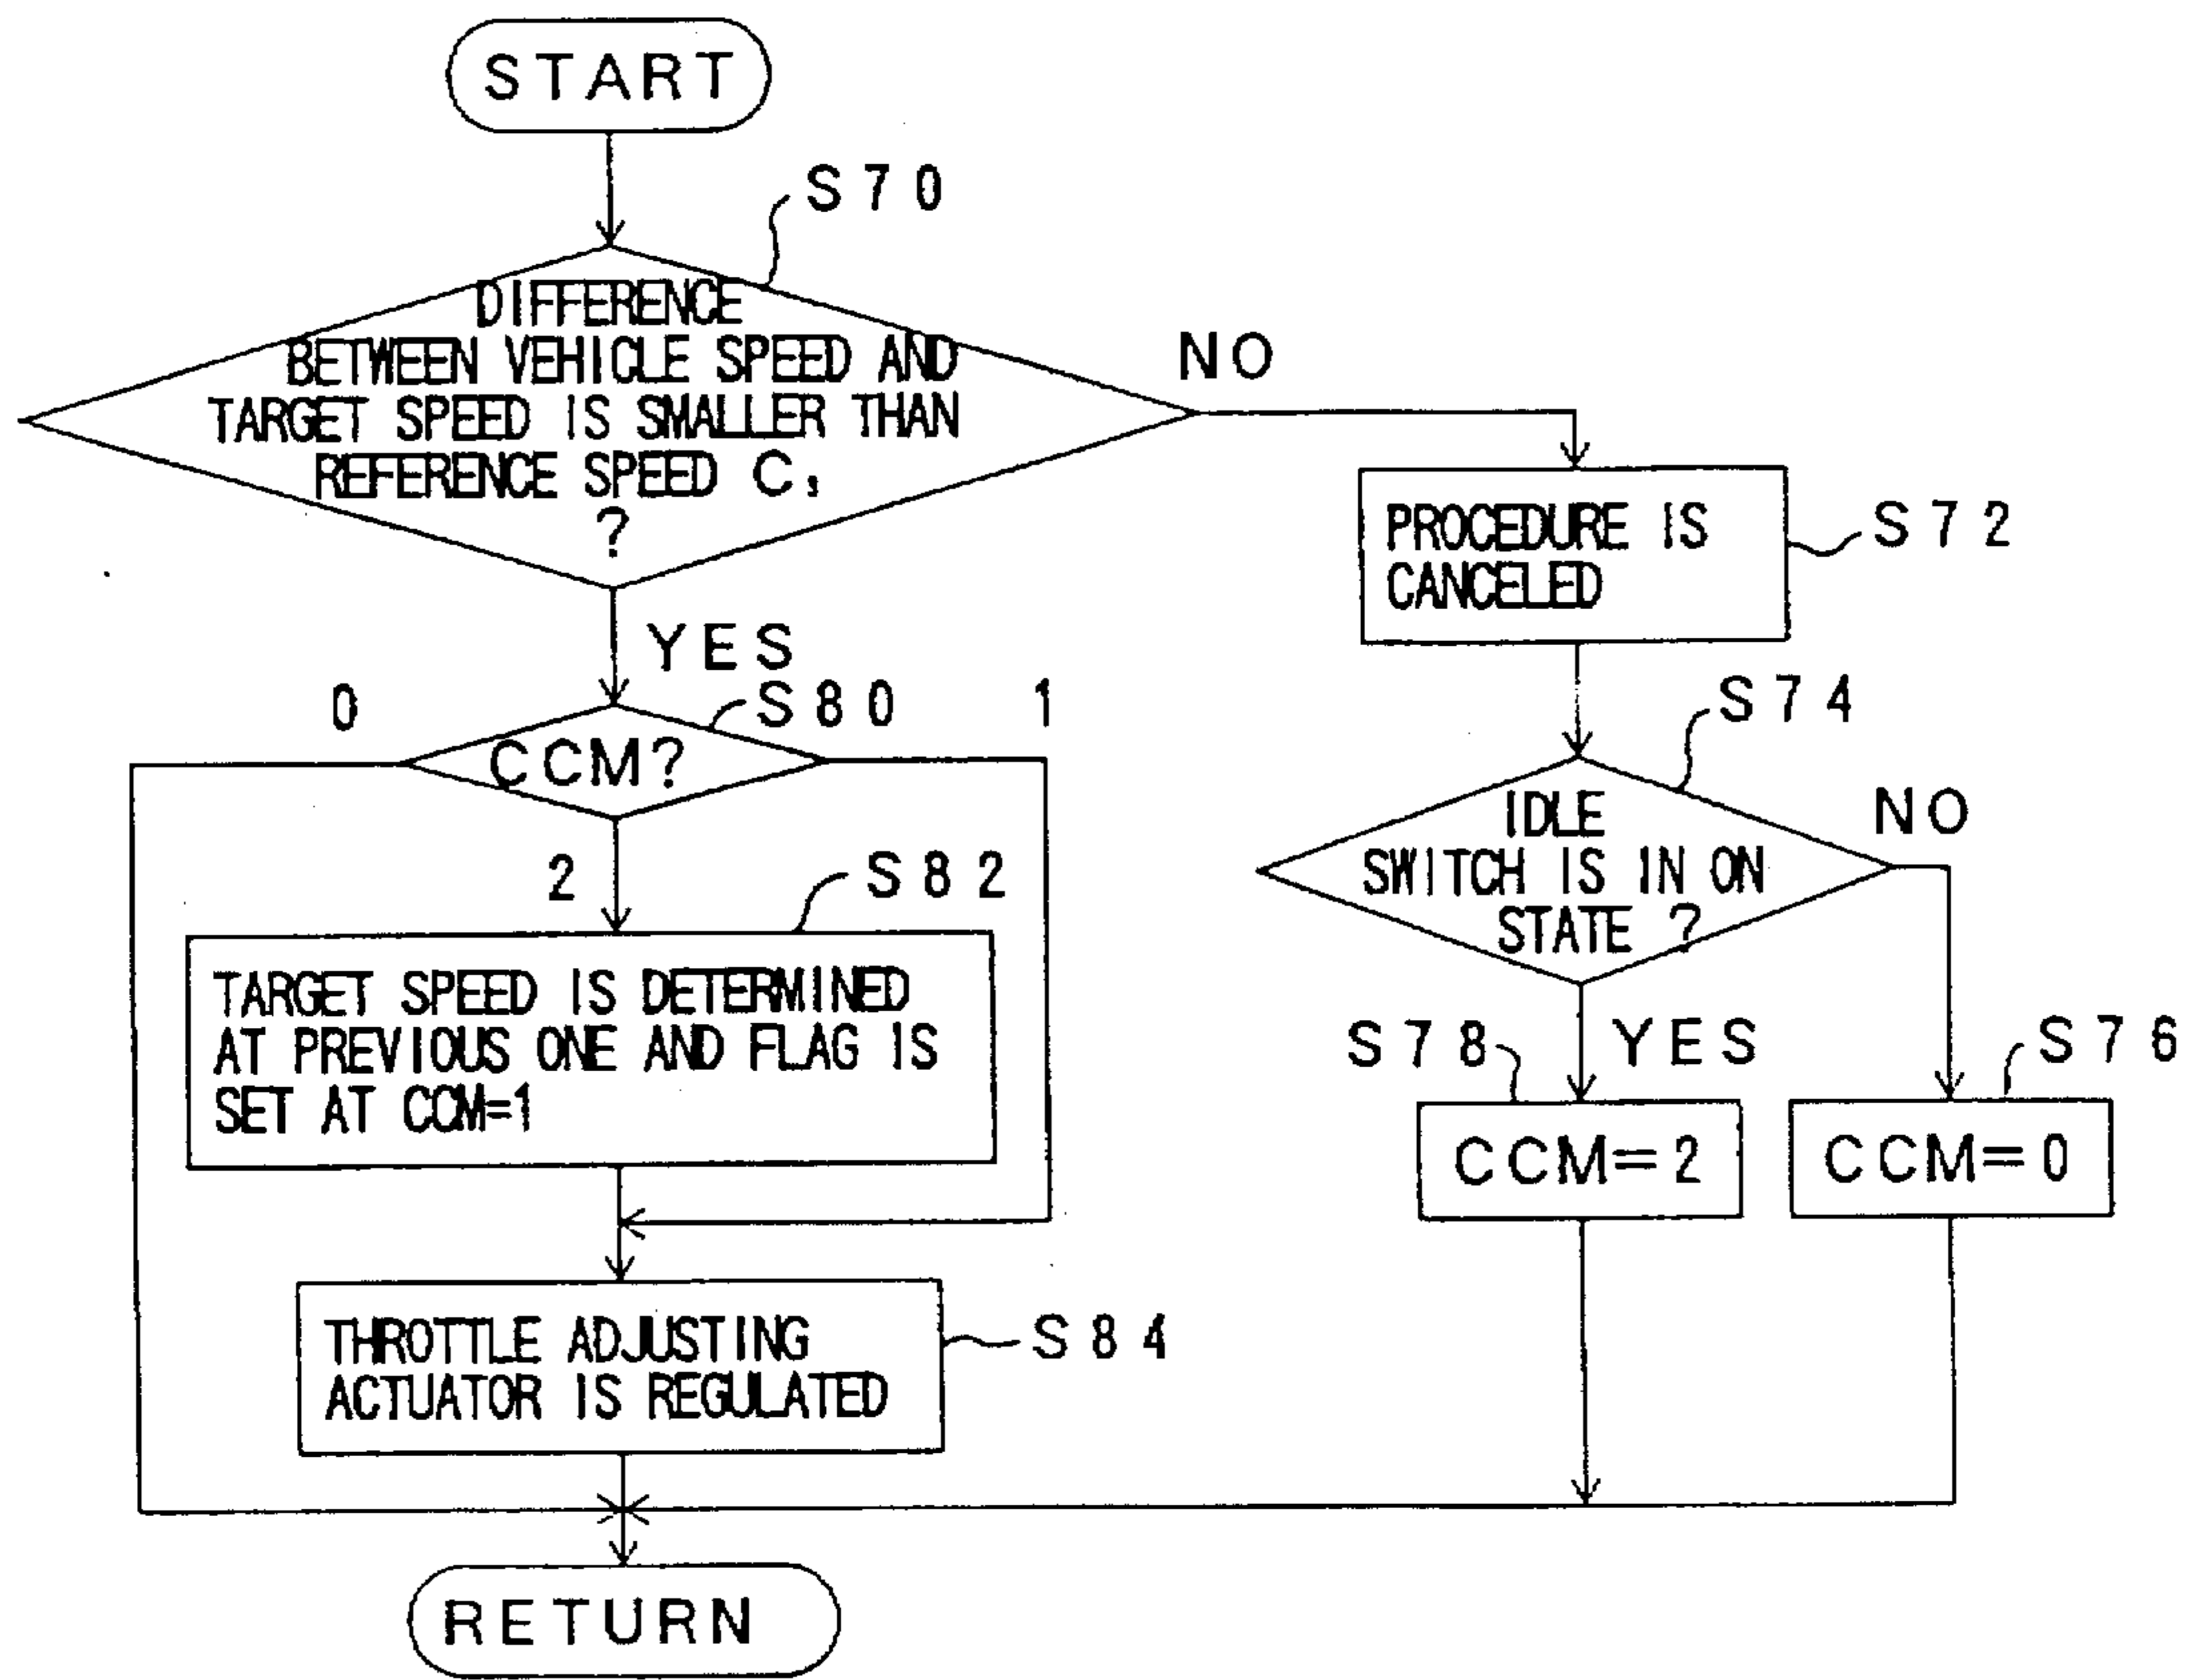 START
S70
DIFFERENCE
BETWEEN VEHICLE SPEED AND
TARGET SPEED IS SMALLER THAN
REFERENCE SPEED C,
?
NO
YES
PROCEDURE IS
CANCELED
S72
0
S80
1
CCM?
2
S74
IDLE
SWITCH IS IN ON
STATE ?
NO
S82
TARGET SPEED IS DETERMINED
AT PREVIOUS ONE AND FLAG IS
SET AT CCM=1
S78
YES
S76
CCM=2
CCM=0
THROTTLE ADJUSTING
ACTUATOR IS REGULATED
S84
RETURN